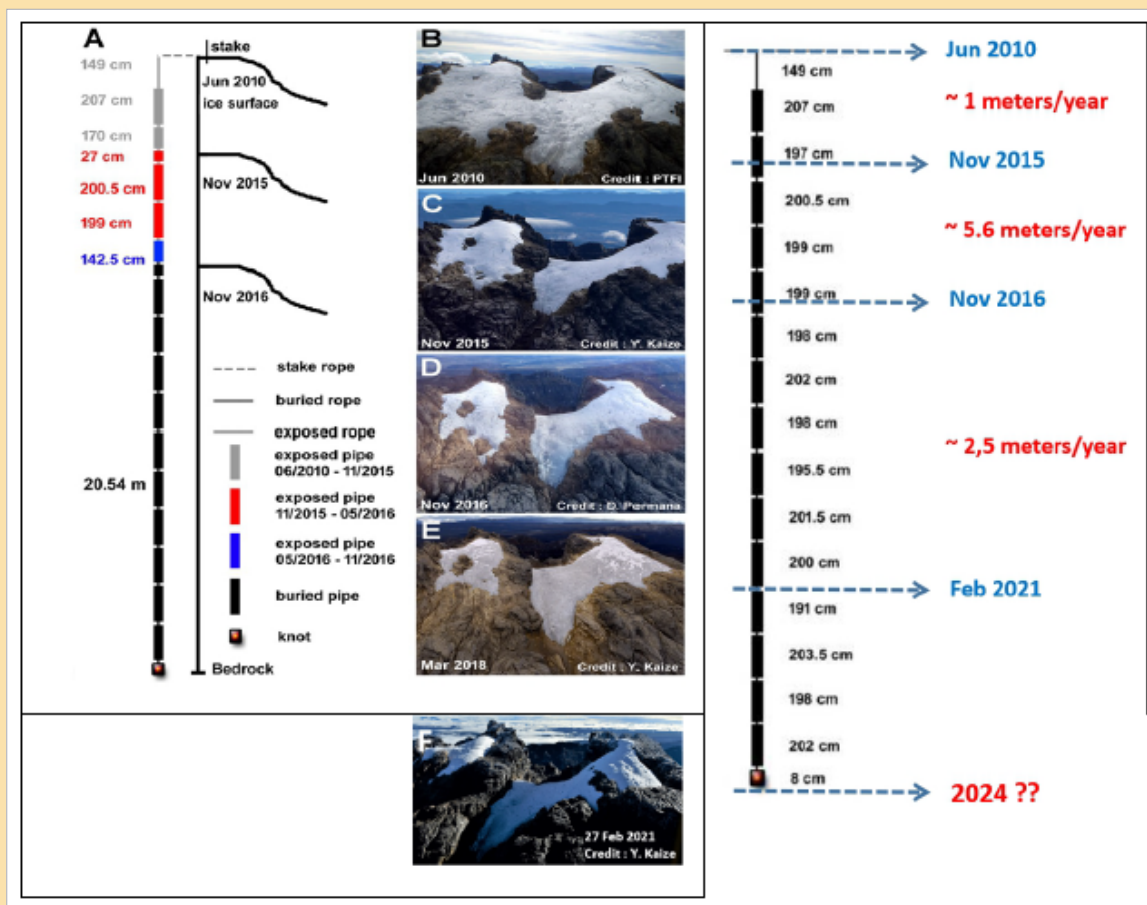 A
stake
149 cm
Jun 2010
ice surface
207 cm
170 cm
27 cm
200.5 cm
Nov 2015
199 cm
142.5 cm
Nov 2016
stake rope
buried rope
exposed rope
exposed pipe
06/2010 - 11/2015
20.54 m
exposed pipe
11/2015 - 05/2016
exposed pipe
05/2016 - 11/2016
buried pipe
knot
Bedrock
B
Jun 2010
Credit : PTFI
C
Nov 2015
Credit : Y. Kaize
D
Nov 2016
Credit : D. Permana
E
Mar 2018
Credit : Y. Kaize
F
27 Feb 2021
Credit : Y. Kaize
Jun 2010
149 cm
207 cm
~ 1 meters/year
197 cm
Nov 2015
200.5 cm
~ 5.6 meters/year
199 cm
199 cm
Nov 2016
198 cm
202 cm
198 cm
~ 2,5 meters/year
195.5 cm
201.5 cm
200 cm
Feb 2021
191 cm
203.5 cm
198 cm
202 cm
8 cm
2024 ??